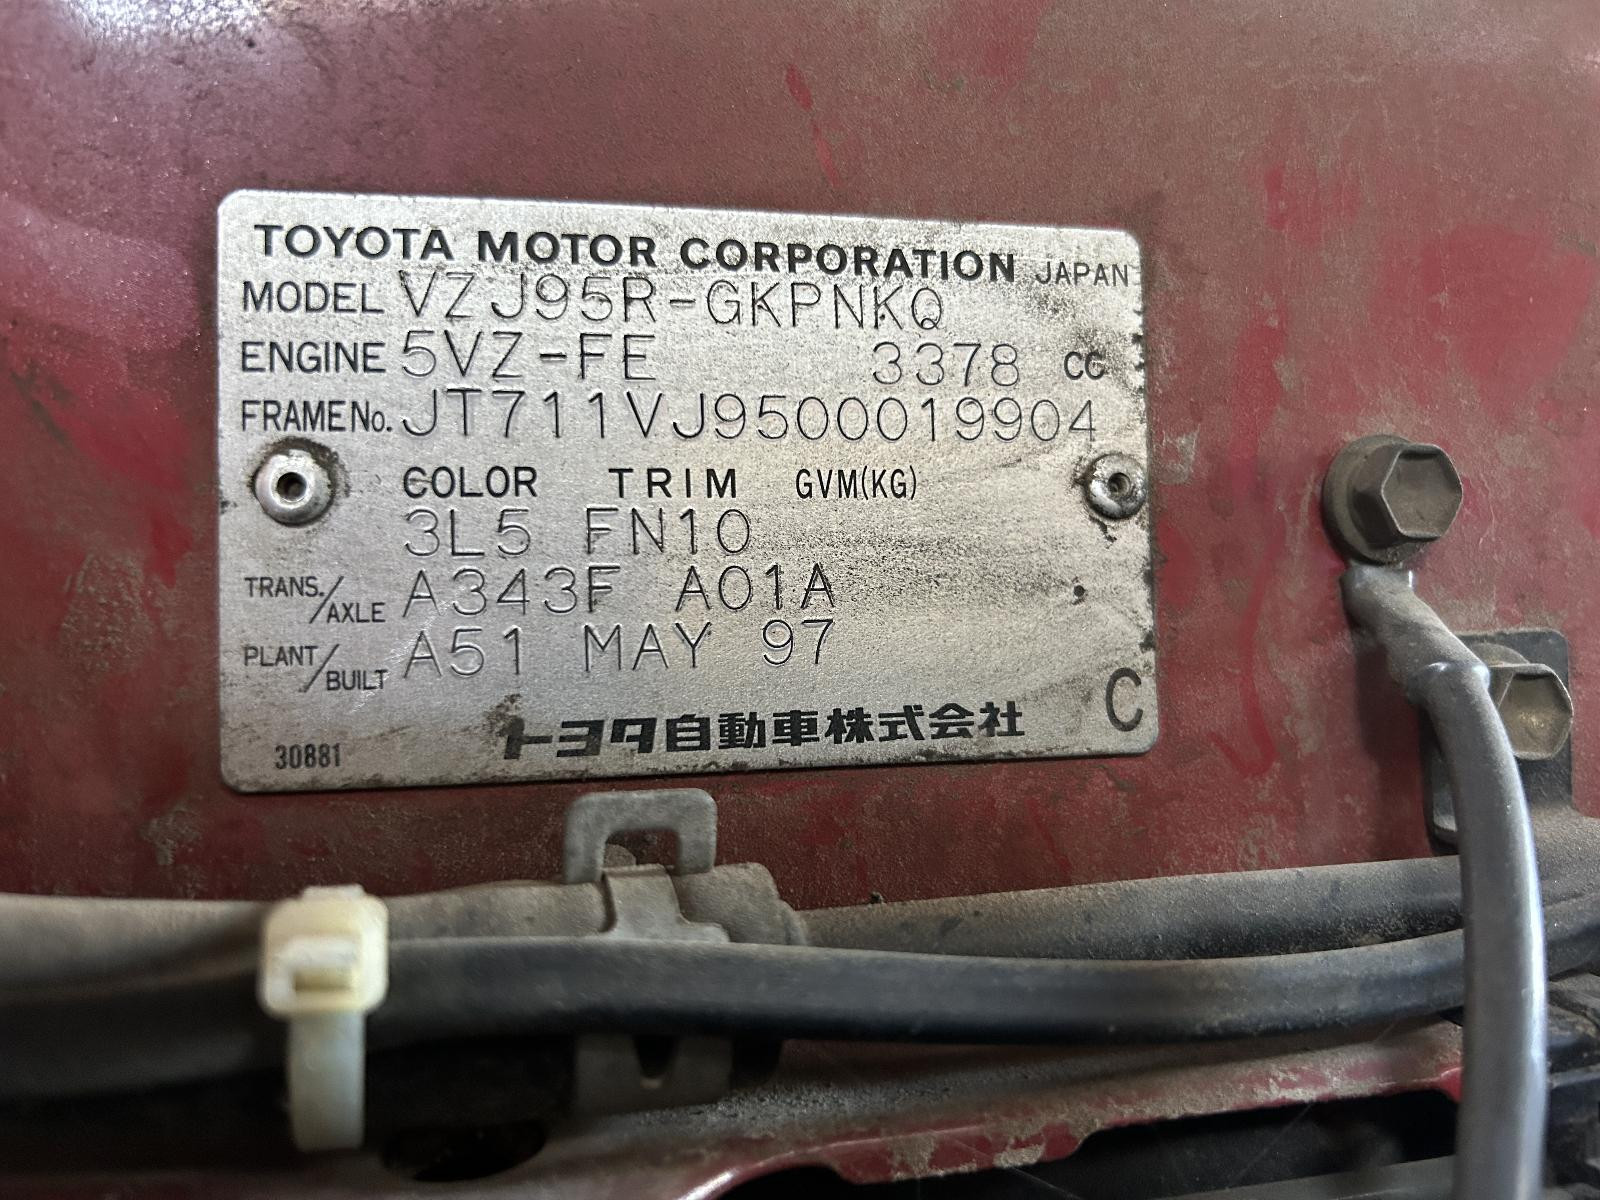 TOYOTA MOTOR CORPORATION JAPAN
MODEL VZJ95R-GKPNKQ
ENGINE 5VZ-FE 3378 CC
FRAME No. JT711VJ9500019904
COLOR TRIM GVM(KG)
3L5 FN10
TRANS./AXLE A343F A01A
PLANT/BUILT A51 MAY 97
C
トヨタ自動車株式会社
30881